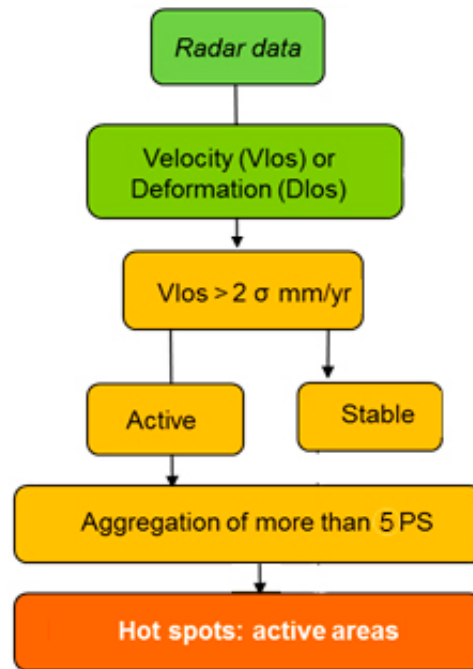 Radar data
Velocity (Vlos) or
Deformation (Dlos)
Vlos > 2 σ mm/yr
Active
Stable
Aggregation of more than 5 PS
Hot spots: active areas